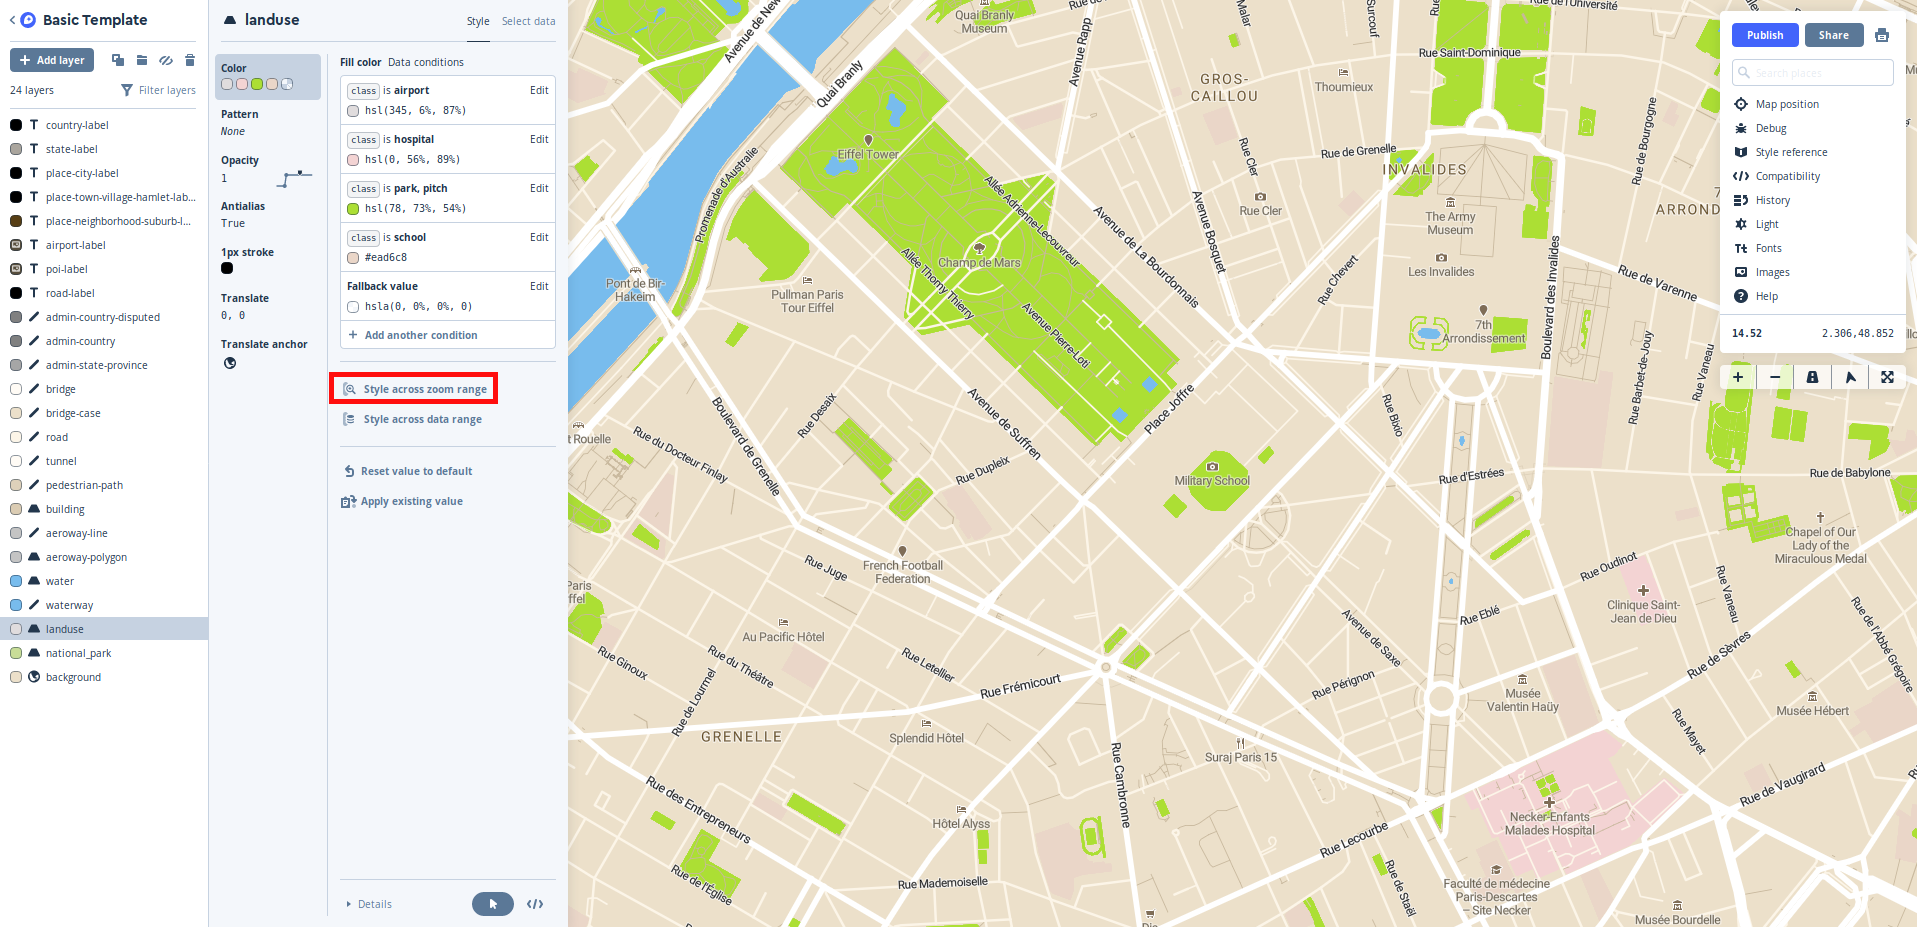 Basic Template
Add layer
24 layers
Filter layers
country-label
state-label
place-city-label
place-town-village-hamlet-lab...
place-neighborhood-suburb-l...
airport-label
poi-label
road-label
admin-country-disputed
admin-country
admin-state-province
bridge
bridge-case
road
tunnel
pedestrian-path
building
aeroway-line
aeroway-polygon
water
waterway
landuse
national_park
background
landuse
Style
Select data
Color
Pattern
None
Opacity
1
Antialias
True
1px stroke
Translate
0, 0
Translate anchor
Fill color Data conditions
class is airport Edit
hsl(345, 6%, 87%)
class is hospital Edit
hsl(0, 56%, 89%)
class is park, pitch Edit
hsl(78, 73%, 54%)
class is school Edit
#ead6c8
Fallback value Edit
hsla(0, 0%, 0%, 0)
Add another condition
Style across zoom range
Style across data range
Reset value to default
Apply existing value
Details
Avenue de New
Quai Branly
Quai Branly
Museum
Avenue Rapp
Malar
Surcouf
Rue de l'Université
Rue Saint-Dominique
GROS-
CAILLOU
Thoumieux
Rue de Bourgogne
Eiffel Tower
Rue Cler
Rue de Grenelle
INVALIDES
Promenade d'Australie
Allée Adrienne-Lecouvreur
Avenue de La Bourdonnais
Avenue Bosquet
Rue Cler
The Army
Museum
ARROND
Champ de Mars
Allée Thomy Thierry
Les Invalides
Rue Chevert
Boulevard des Invalides
Rue de Varenne
Pont de Bir-
Hakeim
Pullman Paris
Tour Eiffel
Avenue Pierre-Loti
7th
Arrondissement
Rue Barbet-de-Jouy
Rue Vaneau
Rue Desaix
Avenue de Suffren
Place Joffre
Rue Bixio
t Rouelle
Rue du Docteur Finlay
Boulevard de Grenelle
Rue Dupleix
Military School
Rue d'Estrées
Rue de Babylone
Chapel of Our
Lady of the
Miraculous Medal
Rue Juge
French Football
Federation
Rue Oudinot
Rue Vaneau
Paris
ffel
Clinique Saint-
Jean de Dieu
Rue Eblé
Avenue de Saxe
Rue de l'Abbé Grégoire
Au Pacific Hôtel
Rue Ginoux
Rue du Théâtre
Rue Letellier
Rue de Sèvres
Rue de Lourmel
Rue Frémicourt
Rue Pérignon
Musée
Valentin Haüy
Musée Hébert
GRENELLE
Splendid Hôtel
Suraj Paris 15
Rue Mayet
Rue Cambronne
Rue de Vaugirard
Rue des Entrepreneurs
Hôtel Alyss
Necker-Enfants
Malades Hospital
Rue Lecourbe
Rue de l'Église
Rue Mademoiselle
Rue de Staël
Faculté de médecine
Paris-Descartes
– Site Necker
Musée Bourdelle
Publish
Share
Search places
Map position
Debug
Style reference
Compatibility
History
Light
Fonts
Images
Help
14.52
2.306,48.852